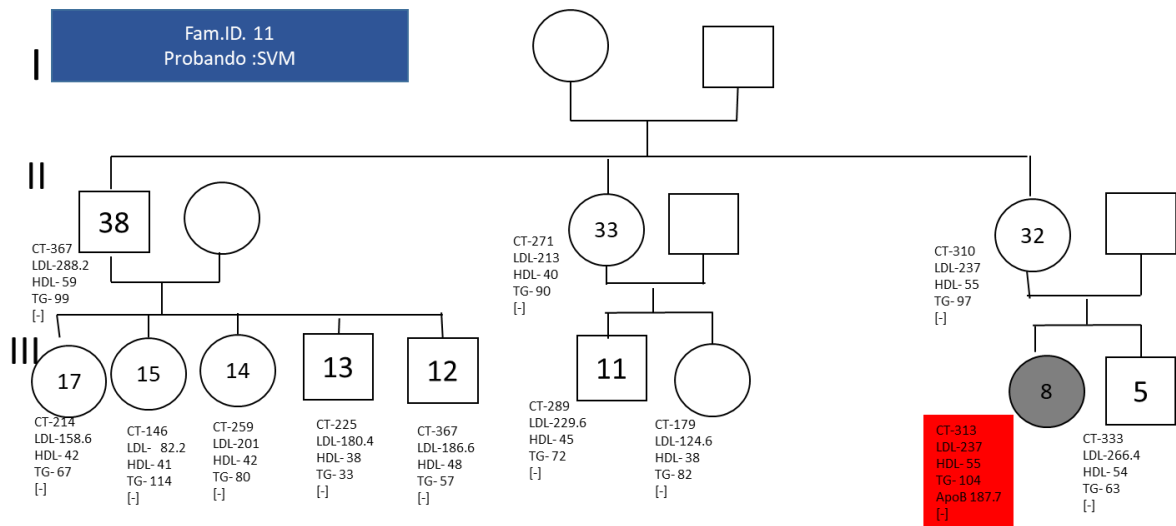 Fam.ID. 11
Probando :SVM
I
II
38
33
32
CT-367
LDL-288.2
HDL- 59
TG- 99
[-]
CT-271
LDL-213
HDL- 40
TG- 90
[-]
CT-310
LDL-237
HDL- 55
TG- 97
[-]
III
17
15
14
13
12
11
8
5
CT-214
LDL-158.6
HDL- 42
TG- 67
[-]
CT-146
LDL- 82.2
HDL- 41
TG- 114
[-]
CT-259
LDL-201
HDL- 42
TG- 80
[-]
CT-225
LDL-180.4
HDL- 38
TG- 33
[-]
CT-367
LDL-186.6
HDL- 48
TG- 57
[-]
CT-289
LDL-229.6
HDL- 45
TG- 72
[-]
CT-179
LDL-124.6
HDL- 38
TG- 82
[-]
CT-313
LDL-237
HDL- 55
TG- 104
ApoB 187.7
[-]
CT-333
LDL-266.4
HDL- 54
TG- 63
[-]